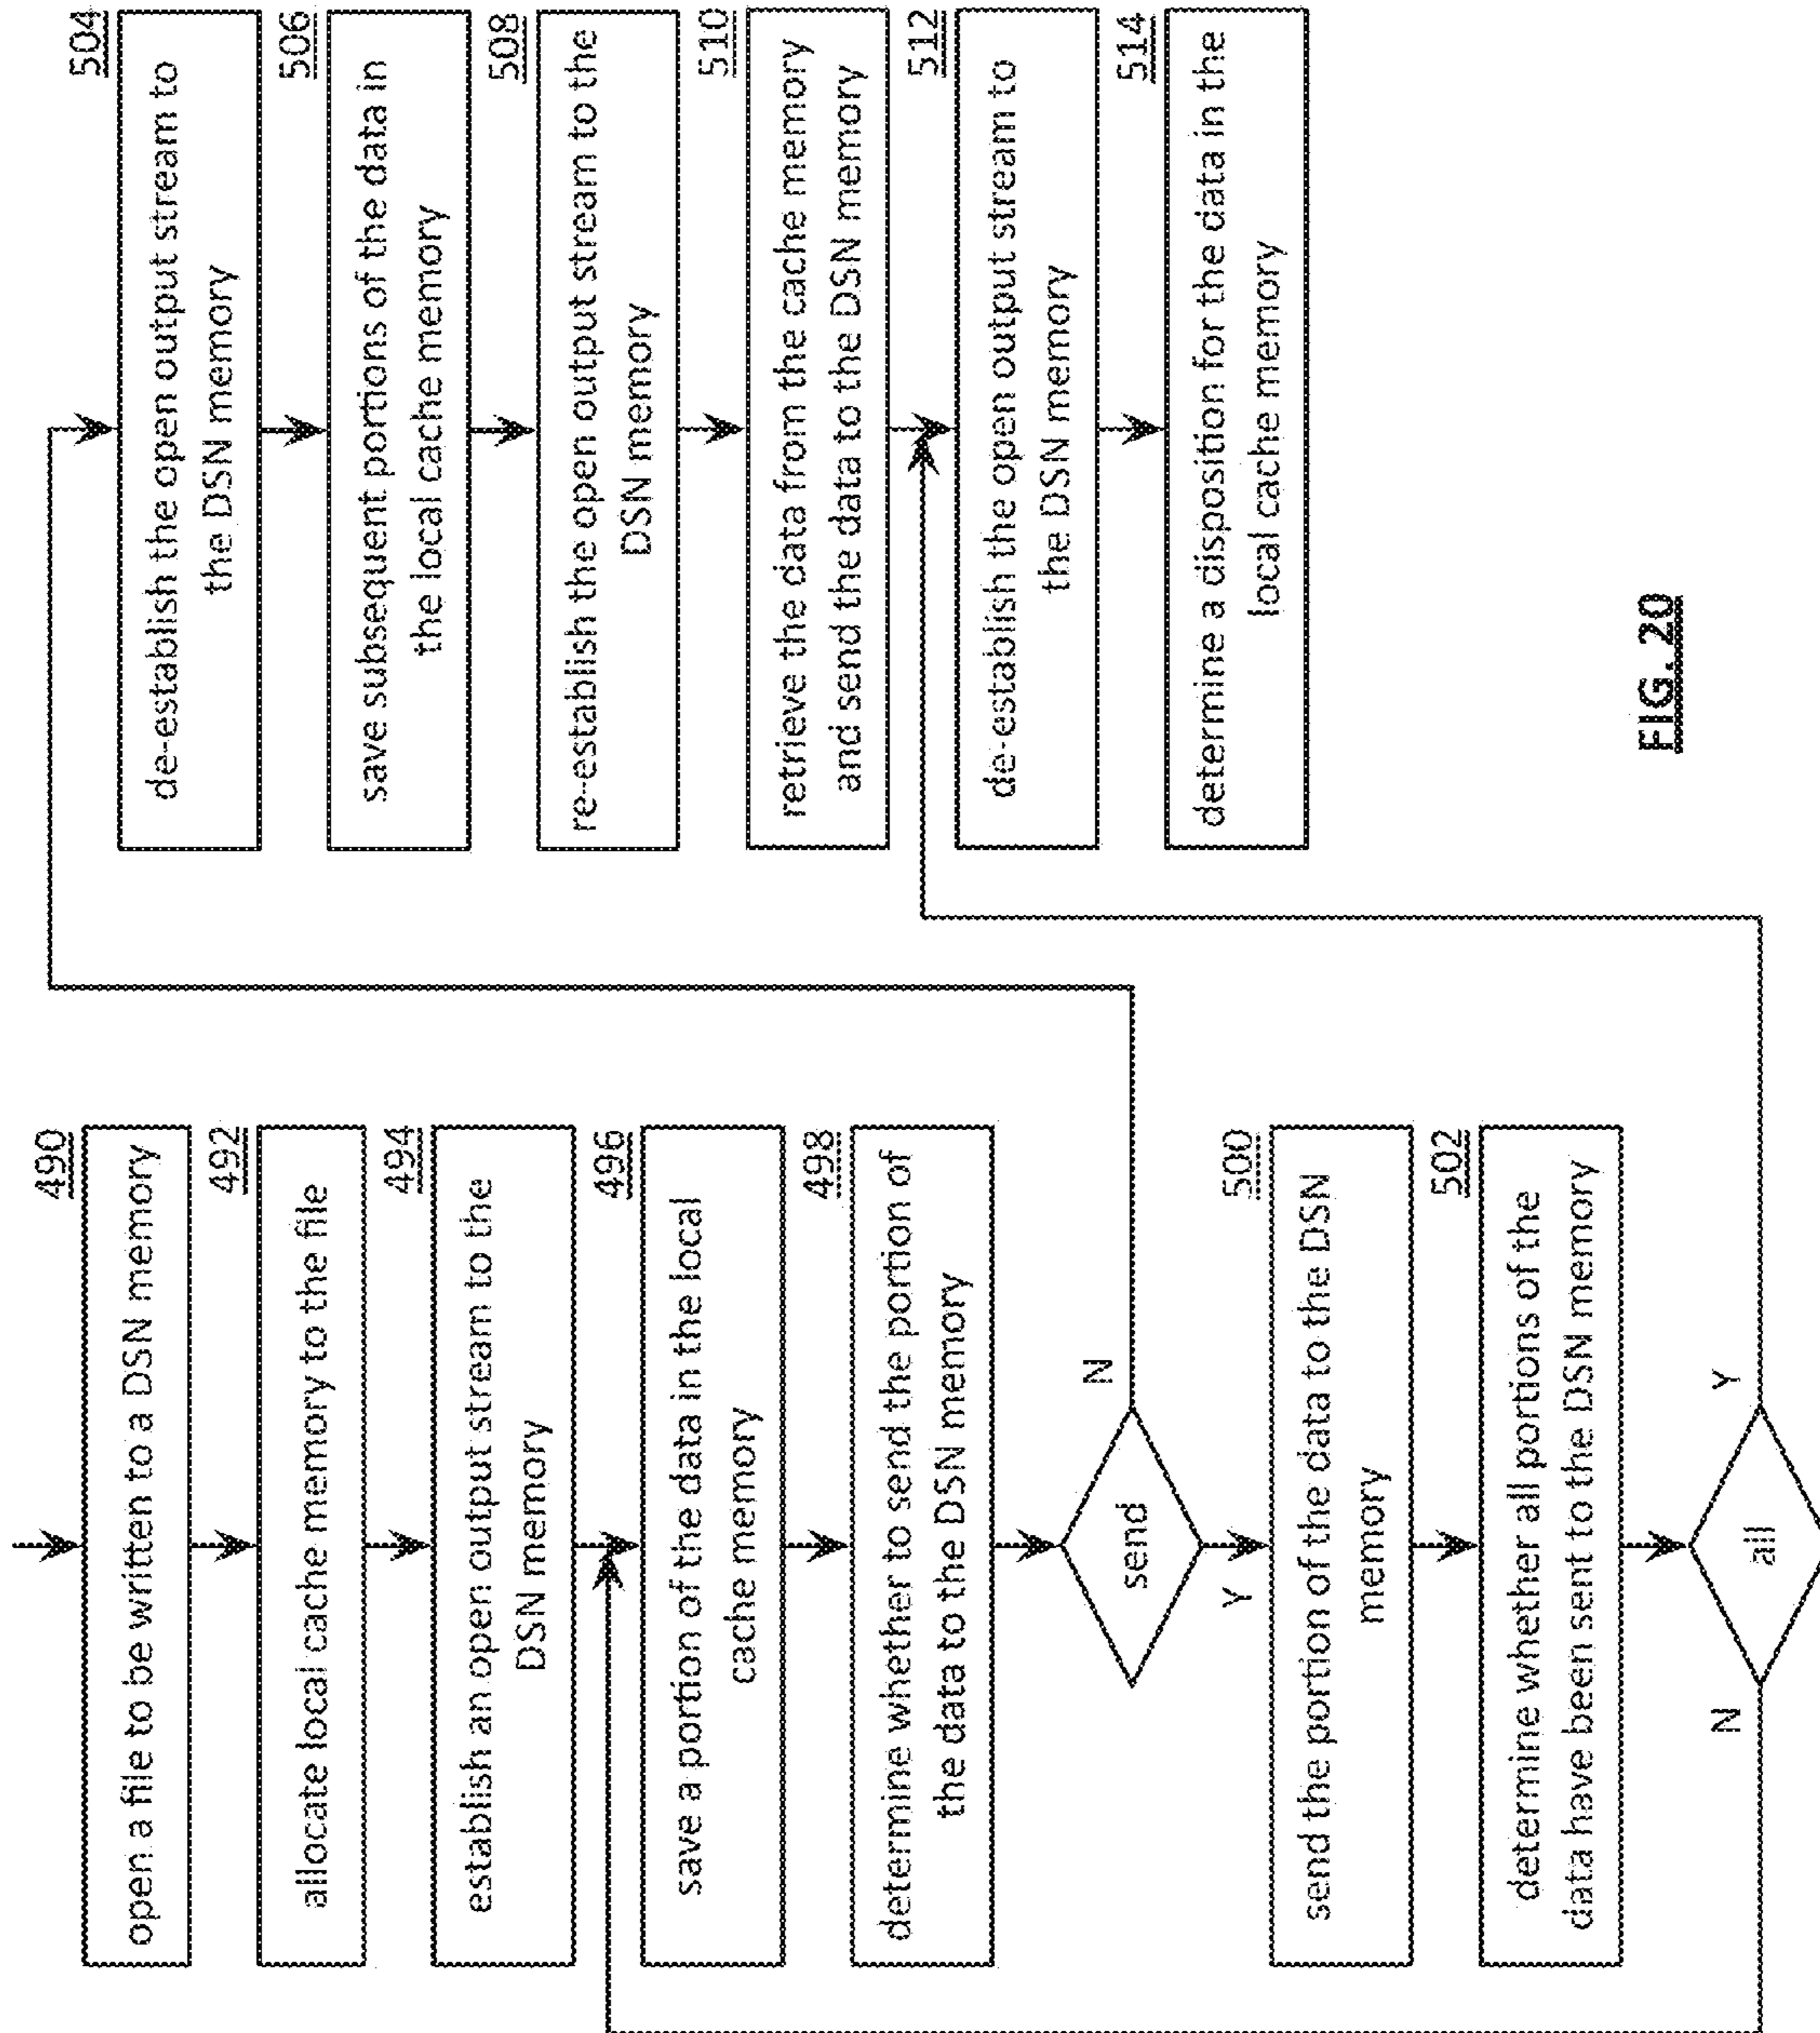 490
open a file to be written to a DSN memory
492
allocate local cache memory to the file
494
establish an open output stream to the
DSN memory
496
save a portion of the data in the local
cache memory
498
determine whether to send the portion of
the data to the DSN memory
send
N
Y
500
send the portion of the data to the DSN
memory
502
determine whether all portions of the
data have been sent to the DSN memory
all
N
Y
504
de-establish the open output stream to
the DSN memory
506
save subsequent portions of the data in
the local cache memory
508
re-establish the open output stream to the
DSN memory
510
retrieve the data from the cache memory
and send the data to the DSN memory
512
de-establish the open output stream to
the DSN memory
514
determine a disposition for the data in the
local cache memory
FIG. 20